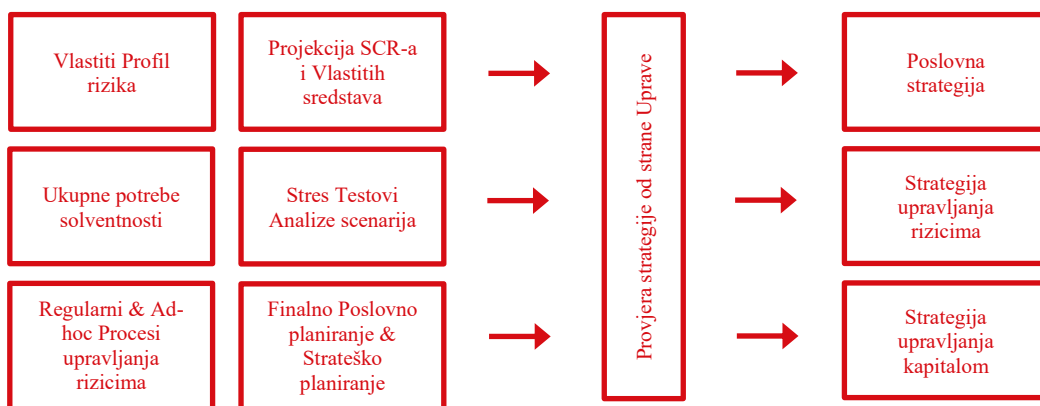 Vlastiti Profil
rizika
Projekcija SCR-a
i Vlastitih
sredstava
Provjera strategije od strane Uprave
Poslovna
strategija
Ukupne potrebe
solventnosti
Stres Testovi
Analize scenarija
Strategija
upravljanja
rizicima
Regularni & Ad-
hoc Procesi
upravljanja
rizicima
Finalno Poslovno
planiranje &
Strateško
planiranje
Strategija
upravljanja
kapitalom